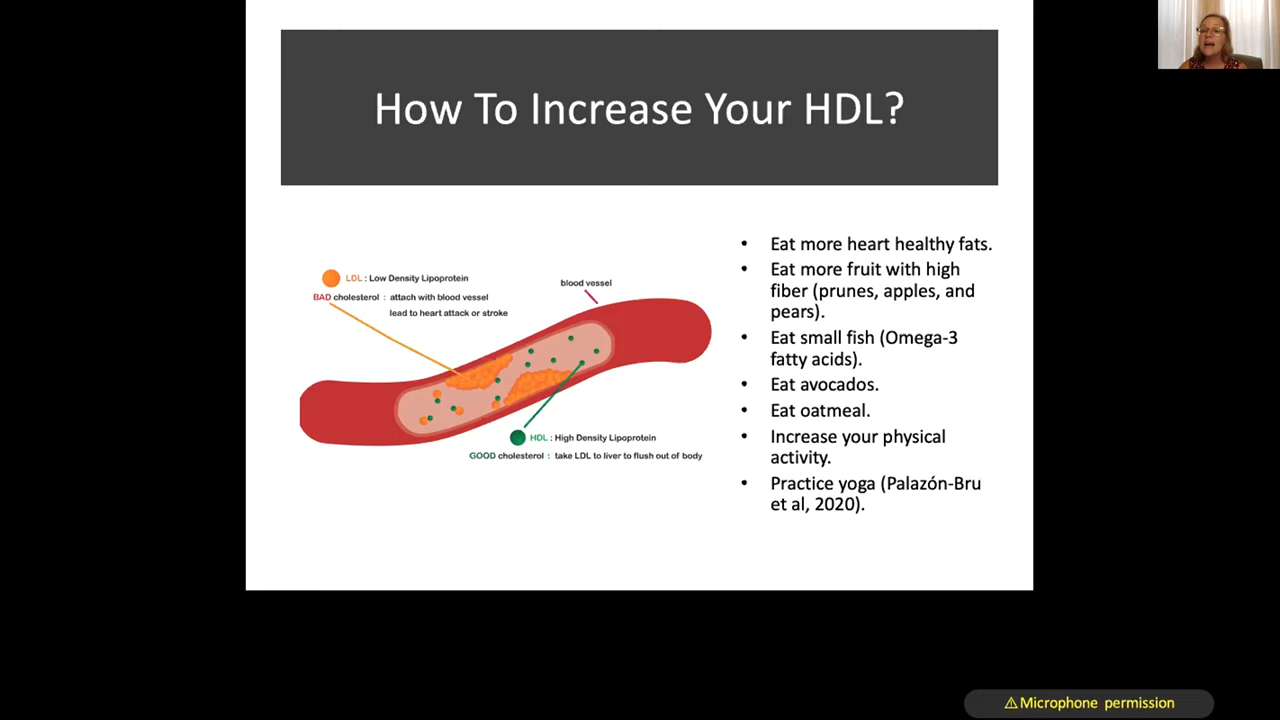 How To Increase Your HDL?
LDL : Low Density Lipoprotein
BAD cholesterol : attach with blood vessel
lead to heart attack or stroke
blood vessel
HDL : High Density Lipoprotein
GOOD cholesterol : take LDL to liver to flush out of body
• Eat more heart healthy fats.
• Eat more fruit with high
fiber (prunes, apples, and
pears).
• Eat small fish (Omega-3
fatty acids).
• Eat avocados.
• Eat oatmeal.
• Increase your physical
activity.
• Practice yoga (Palazón-Bru
et al, 2020).
⚠Microphone permission